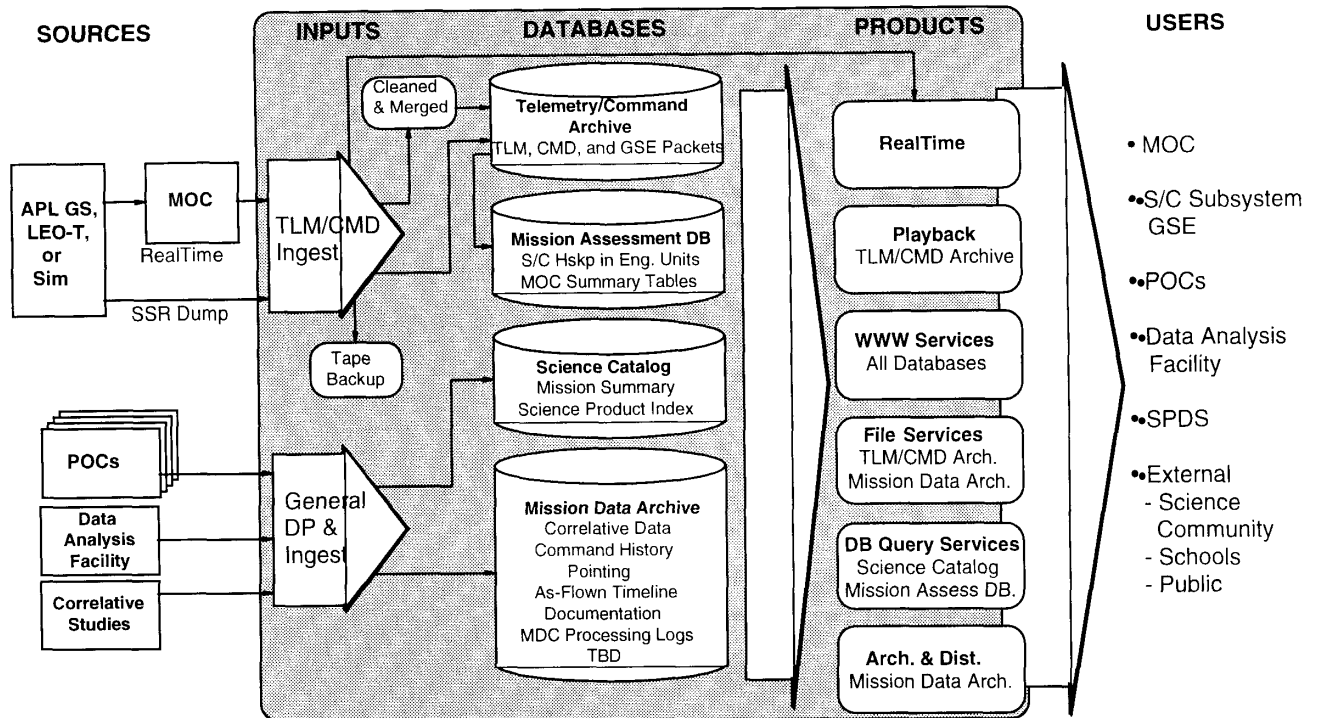 SOURCES
APL GS,
LEO-T,
or
Sim
MOC
RealTime
SSR Dump
POCs
Data
Analysis
Facility
Correlative
Studies
INPUTS
Cleaned
& Merged
TLM/CMD
Ingest
Tape
Backup
General
DP &
Ingest
DATABASES
Telemetry/Command
Archive
TLM, CMD, and GSE Packets
Mission Assessment DB
S/C Hskp in Eng. Units
MOC Summary Tables
Science Catalog
Mission Summary
Science Product Index
Mission Data Archive
Correlative Data
Command History
Pointing
As-Flown Timeline
Documentation
MDC Processing Logs
TBD
PRODUCTS
RealTime
Playback
TLM/CMD Archive
WWW Services
All Databases
File Services
TLM/CMD Arch.
Mission Data Arch.
DB Query Services
Science Catalog
Mission Assess DB.
Arch. & Dist.
Mission Data Arch.
USERS
• MOC
••S/C Subsystem
GSE
••POCs
••Data Analysis
Facility
••SPDS
••External
- Science
Community
- Schools
- Public